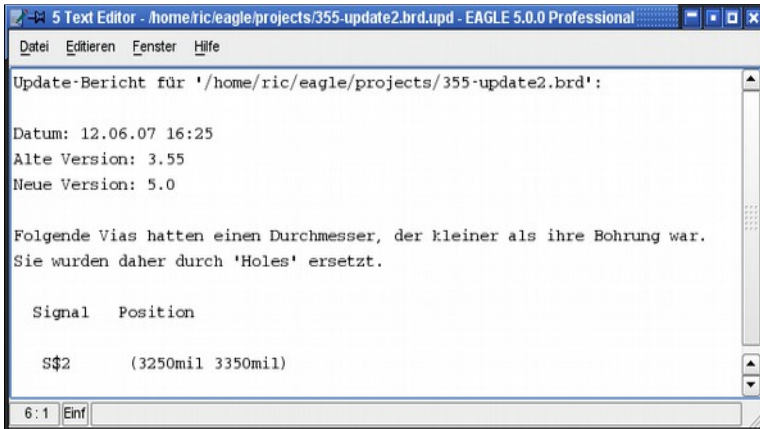 5 Text Editor - /home/ric/eagle/projects/355-update2.brd.upd - EAGLE 5.0.0 Professional
Datei Editieren Fenster Hilfe
Update-Bericht für '/home/ric/eagle/projects/355-update2.brd':
Datum: 12.06.07 16:25
Alte Version: 3.55
Neue Version: 5.0
Folgende Vias hatten einen Durchmesser, der kleiner als ihre Bohrung war.
Sie wurden daher durch 'Holes' ersetzt.
Signal Position
S$2 (3250mil 3350mil)
6:1 Einf